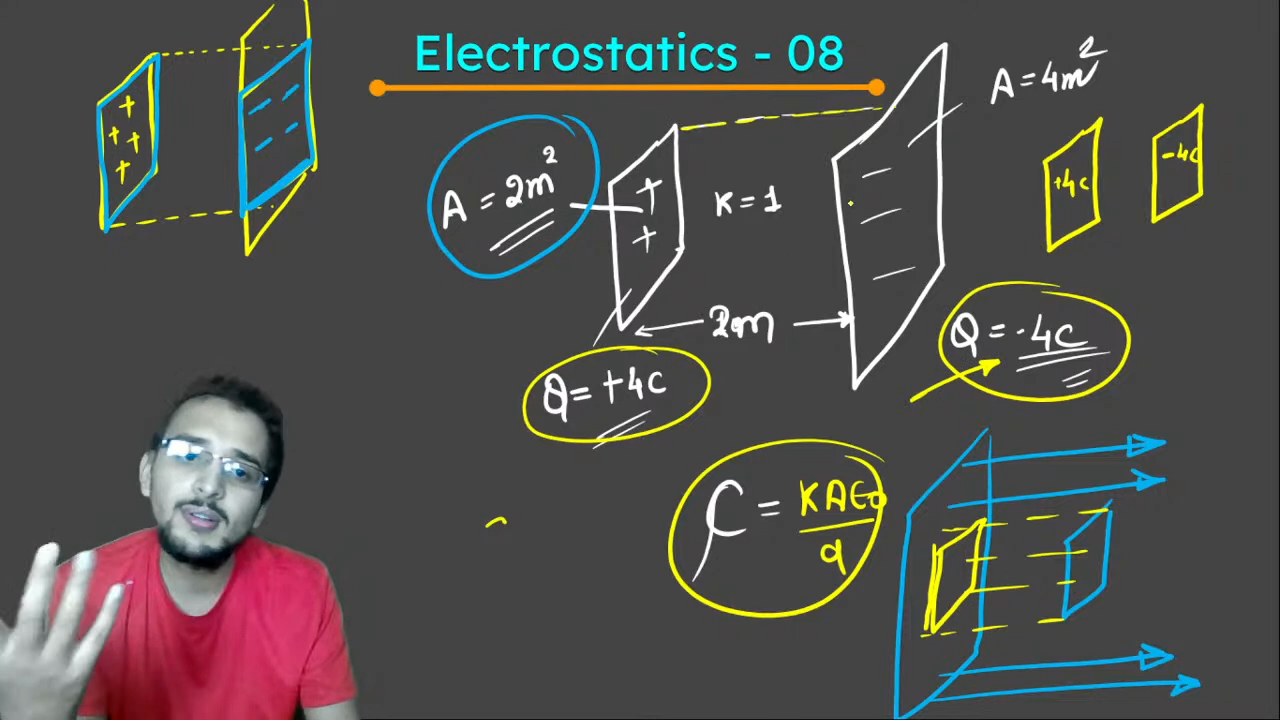 Electrostatics - 08
A = 4m²
A = 2m²
K = 1
+4C
-4C
2m
Q = -4C
Q = +4C
C = KAε₀/d